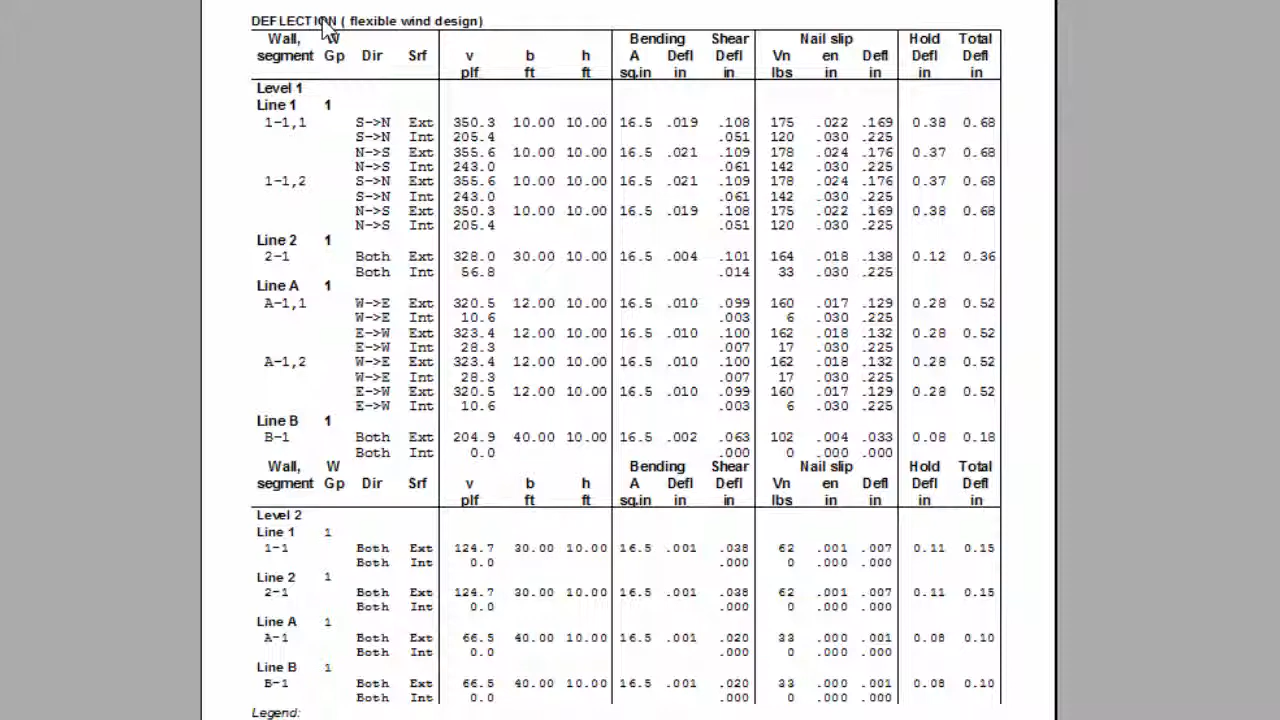 DEFLECTION ( flexible wind design)
Wall, W Bending Shear Nail slip Hold Total
segment Gp Dir Srf v b h A Defl Defl Vn en Defl Defl Defl
plf ft ft sq.in in in lbs in in in in
Level 1
Line 1 1
1-1,1 S->N Ext 350.3 10.00 10.00 16.5 .019 .108 175 .022 .169 0.38 0.68
S->N Int 205.4 .051 120 .030 .225
N->S Ext 355.6 10.00 10.00 16.5 .021 .109 178 .024 .176 0.37 0.68
N->S Int 243.0 .061 142 .030 .225
1-1,2 S->N Ext 355.6 10.00 10.00 16.5 .021 .109 178 .024 .176 0.37 0.68
S->N Int 243.0 .061 142 .030 .225
N->S Ext 350.3 10.00 10.00 16.5 .019 .108 175 .022 .169 0.38 0.68
N->S Int 205.4 .051 120 .030 .225
Line 2 1
2-1 Both Ext 328.0 30.00 10.00 16.5 .004 .101 164 .018 .138 0.12 0.36
Both Int 56.8 .014 33 .030 .225
Line A 1
A-1,1 W->E Ext 320.5 12.00 10.00 16.5 .010 .099 160 .017 .129 0.28 0.52
W->E Int 10.6 .003 6 .030 .225
E->W Ext 323.4 12.00 10.00 16.5 .010 .100 162 .018 .132 0.28 0.52
E->W Int 28.3 .007 17 .030 .225
A-1,2 W->E Ext 323.4 12.00 10.00 16.5 .010 .100 162 .018 .132 0.28 0.52
W->E Int 28.3 .007 17 .030 .225
E->W Ext 320.5 12.00 10.00 16.5 .010 .099 160 .017 .129 0.28 0.52
E->W Int 10.6 .003 6 .030 .225
Line B 1
B-1 Both Ext 204.9 40.00 10.00 16.5 .002 .063 102 .004 .033 0.08 0.18
Both Int 0.0 .000 0 .000 .000
Wall, W Bending Shear Nail slip Hold Total
segment Gp Dir Srf v b h A Defl Defl Vn en Defl Defl Defl
plf ft ft sq.in in in lbs in in in in
Level 2
Line 1 1
1-1 Both Ext 124.7 30.00 10.00 16.5 .001 .038 62 .001 .007 0.11 0.15
Both Int 0.0 .000 0 .000 .000
Line 2 1
2-1 Both Ext 124.7 30.00 10.00 16.5 .001 .038 62 .001 .007 0.11 0.15
Both Int 0.0 .000 0 .000 .000
Line A 1
A-1 Both Ext 66.5 40.00 10.00 16.5 .001 .020 33 .000 .001 0.08 0.10
Both Int 0.0 .000 0 .000 .000
Line B 1
B-1 Both Ext 66.5 40.00 10.00 16.5 .001 .020 33 .000 .001 0.08 0.10
Both Int 0.0 .000 0 .000 .000
Legend: